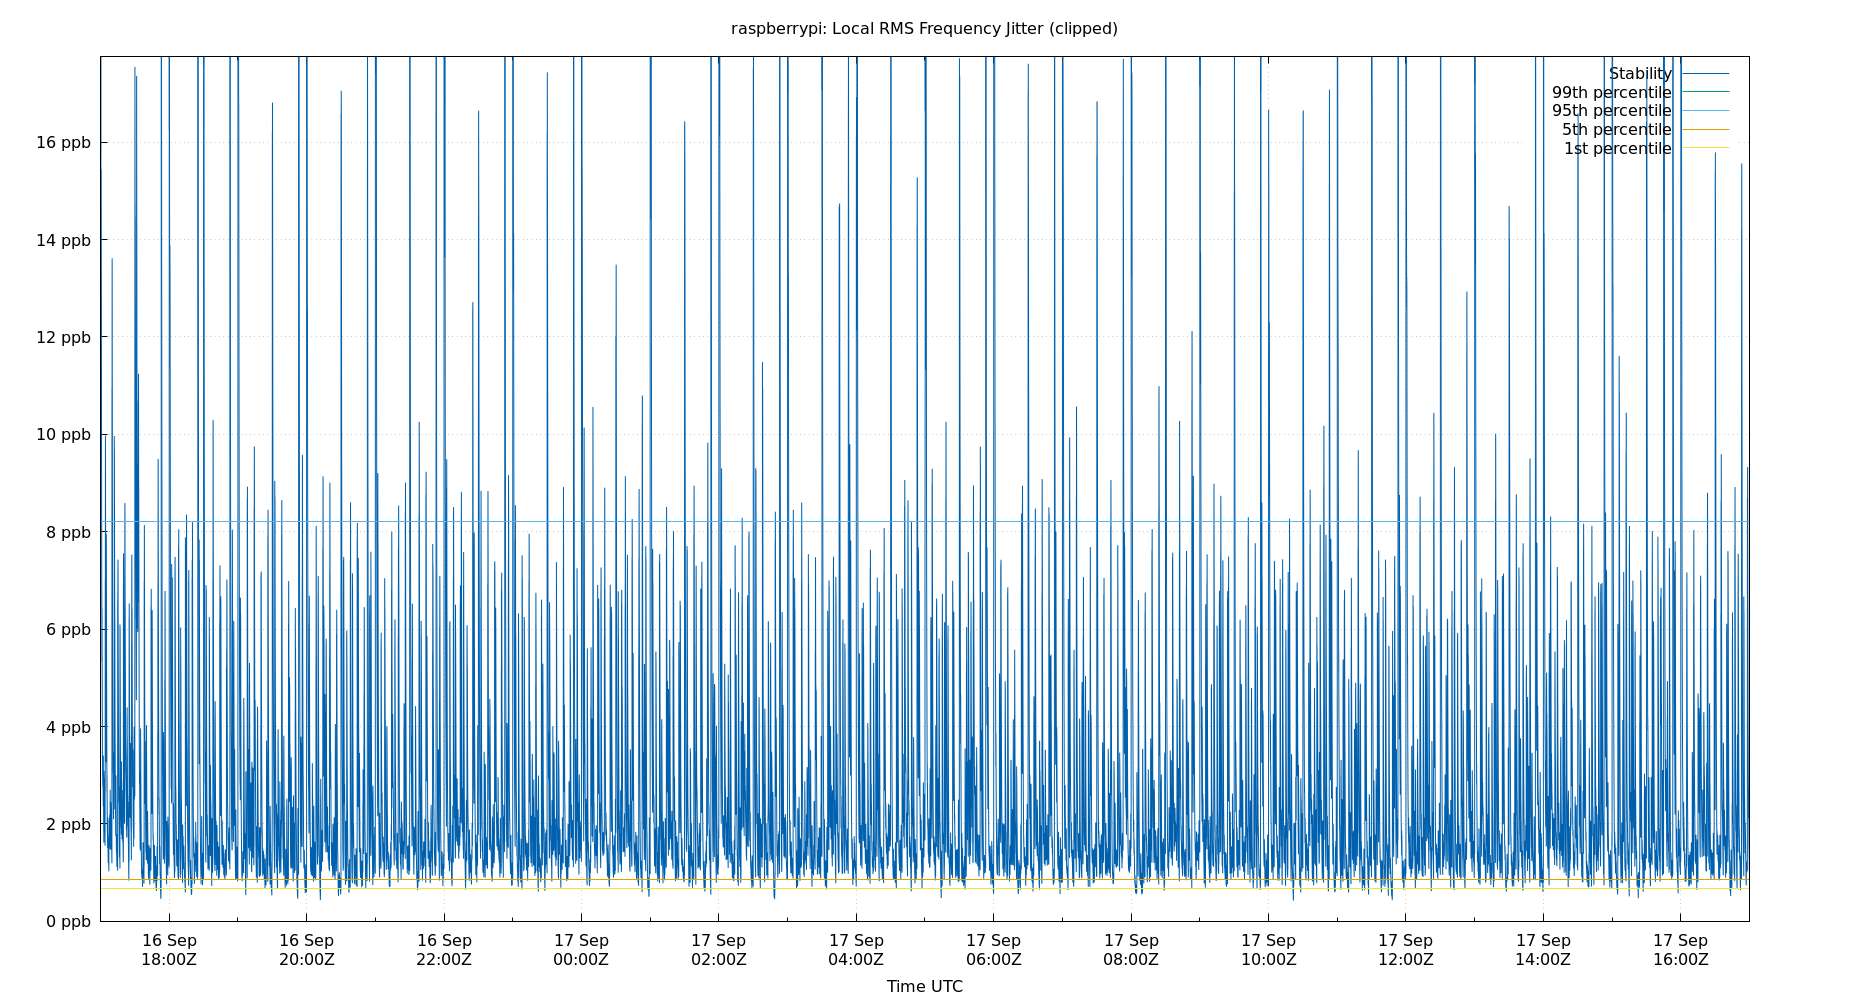 raspberrypi: Local RMS Frequency Jitter (clipped)
Stability
99th percentile
95th percentile
5th percentile
1st percentile
16 ppb
14 ppb
12 ppb
10 ppb
8 ppb
6 ppb
4 ppb
2 ppb
0 ppb
16 Sep 16 Sep 16 Sep 17 Sep 17 Sep 17 Sep 17 Sep 17 Sep 17 Sep 17 Sep 17 Sep 17 Sep
18:00Z 20:00Z 22:00Z 00:00Z 02:00Z 04:00Z 06:00Z 08:00Z 10:00Z 12:00Z 14:00Z 16:00Z
Time UTC